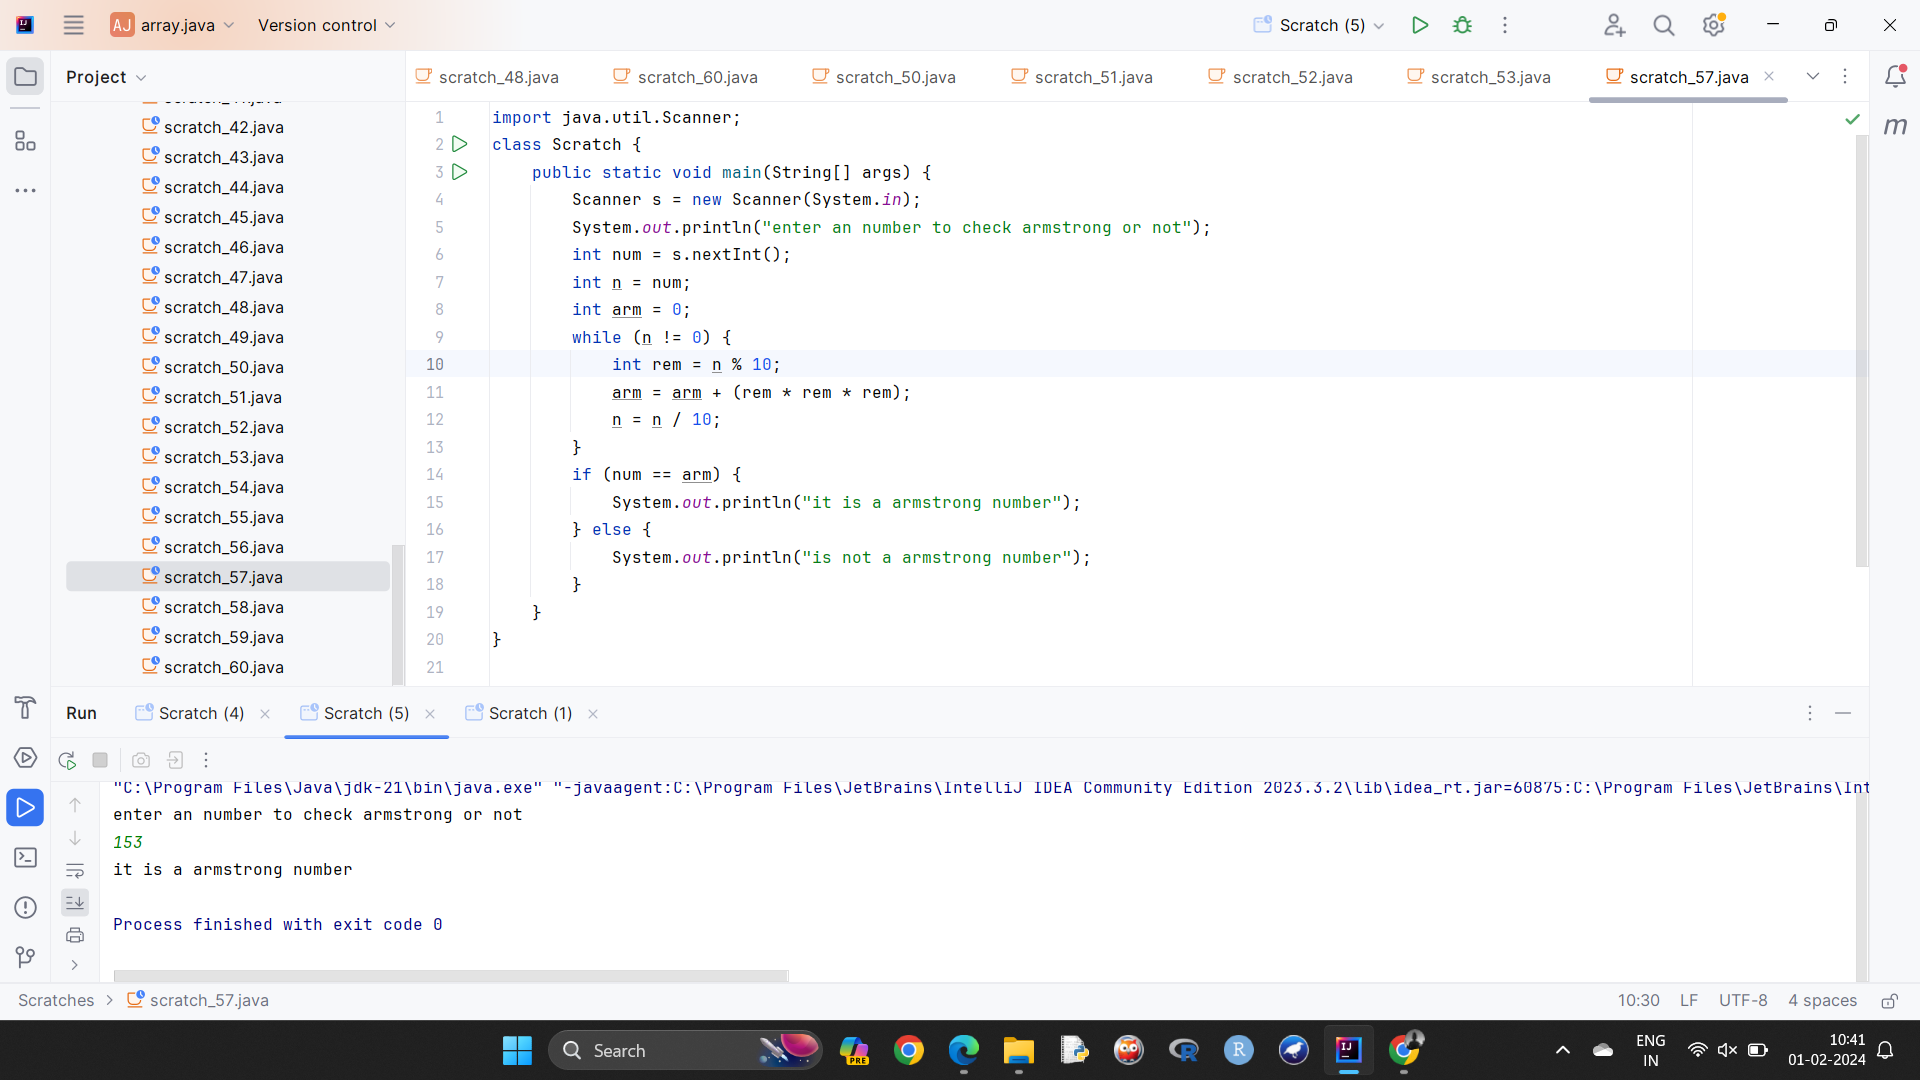 AJ array.java Version control Scratch (5)
Project scratch_48.java scratch_60.java scratch_50.java scratch_51.java scratch_52.java scratch_53.java scratch_57.java
scratch_42.java
scratch_43.java
scratch_44.java
scratch_45.java
scratch_46.java
scratch_47.java
scratch_48.java
scratch_49.java
scratch_50.java
scratch_51.java
scratch_52.java
scratch_53.java
scratch_54.java
scratch_55.java
scratch_56.java
scratch_57.java
scratch_58.java
scratch_59.java
scratch_60.java
1 import java.util.Scanner;
2 class Scratch {
3 public static void main(String[] args) {
4 Scanner s = new Scanner(System.in);
5 System.out.println("enter an number to check armstrong or not");
6 int num = s.nextInt();
7 int n = num;
8 int arm = 0;
9 while (n != 0) {
10 int rem = n % 10;
11 arm = arm + (rem * rem * rem);
12 n = n / 10;
13 }
14 if (num == arm) {
15 System.out.println("it is a armstrong number");
16 } else {
17 System.out.println("is not a armstrong number");
18 }
19 }
20 }
21
m
Run Scratch (4) Scratch (5) Scratch (1)
"C:\Program Files\Java\jdk-21\bin\java.exe" "-javaagent:C:\Program Files\JetBrains\IntelliJ IDEA Community Edition 2023.3.2\lib\idea_rt.jar=60875:C:\Program Files\JetBrains\Int
enter an number to check armstrong or not
153
it is a armstrong number
Process finished with exit code 0
Scratches > scratch_57.java 10:30 LF UTF-8 4 spaces
Search
PRE
ENG
IN
10:41
01-02-2024